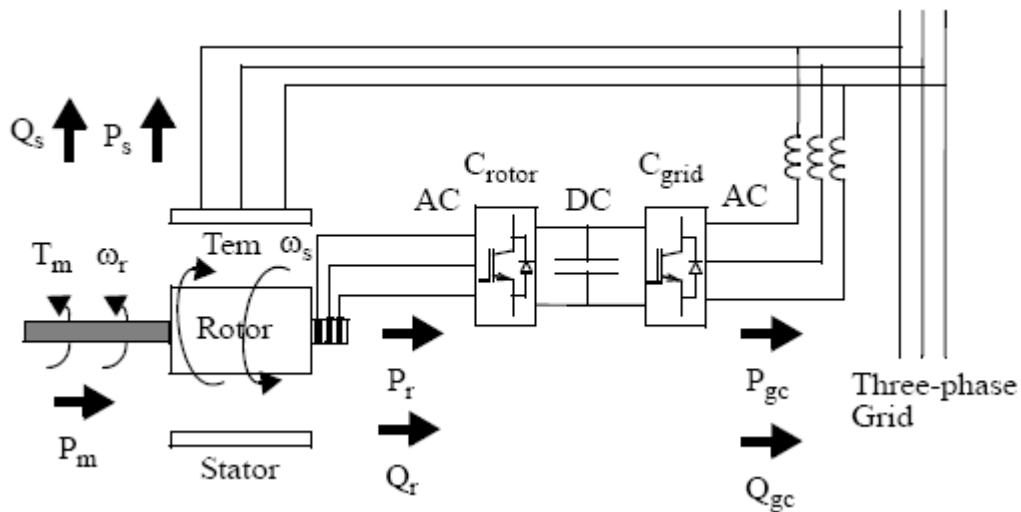 Qs Ps
Crotor Cgrid
AC DC AC
Tm ωr Tem ωs
Rotor
Pm Pr Pgc Three-phase
Grid
Stator Qr Qgc